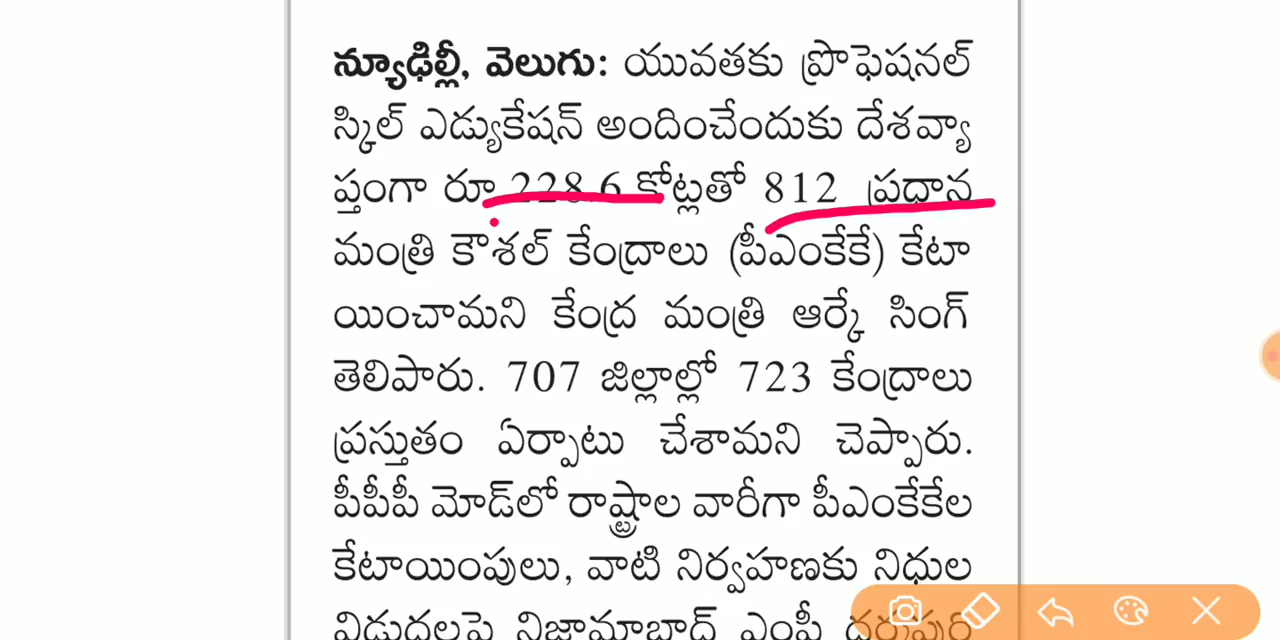 న్యూఢిల్లీ, వెలుగు: యువతకు ప్రొఫెషనల్
స్కిల్ ఎడ్యుకేషన్ అందించేందుకు దేశవ్యా
ప్తంగా రూ.228.6 కోట్లతో 812 ప్రధాన
మంత్రి కౌశల్ కేంద్రాలు (పీఎంకేకే) కేటా
యించామని కేంద్ర మంత్రి ఆర్కే సింగ్
తెలిపారు. 707 జిల్లాల్లో 723 కేంద్రాలు
ప్రస్తుతం ఏర్పాటు చేశామని చెప్పారు.
పీపీపీ మోడ్‌లో రాష్ట్రాల వారీగా పీఎంకేకేల
కేటాయింపులు, వాటి నిర్వహణకు నిధుల
విడుదలపై నిజామాబాద్ ఎంపీ